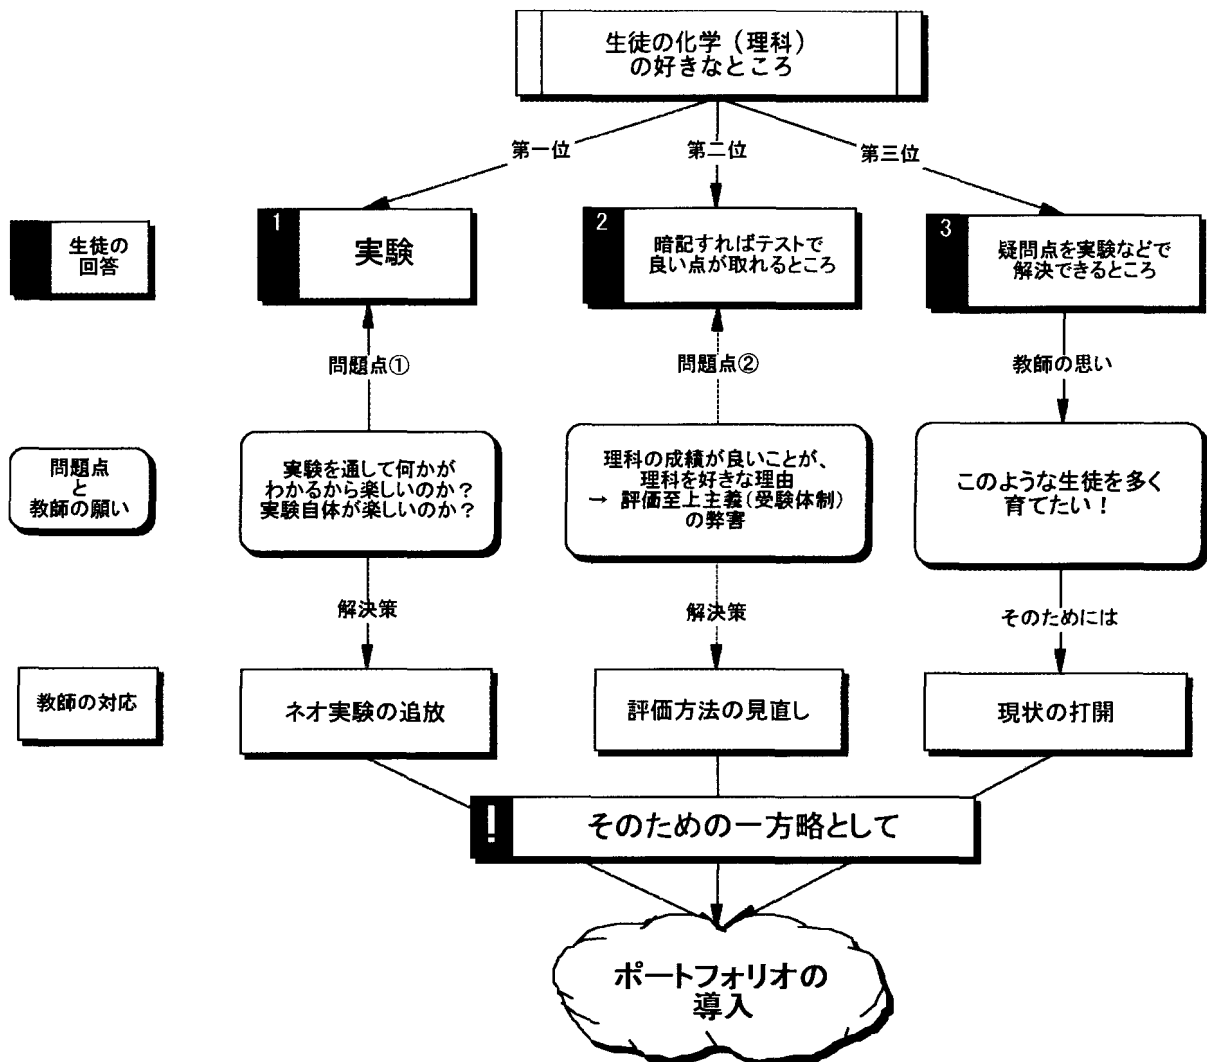 生徒の化学（理科）
の好きなところ
第一位
第二位
第三位
生徒の
回答
1
実験
2
暗記すればテストで
良い点が取れるところ
3
疑問点を実験などで
解決できるところ
問題点①
問題点②
教師の思い
問題点
と
教師の願い
実験を通して何かが
わかるから楽しいのか？
実験自体が楽しいのか？
理科の成績が良いことが、
理科を好きな理由
→ 評価至上主義（受験体制）
の弊害
このような生徒を多く
育てたい！
解決策
解決策
そのためには
教師の対応
ネオ実験の追放
評価方法の見直し
現状の打開
!
そのための一方略として
ポートフォリオの
導入